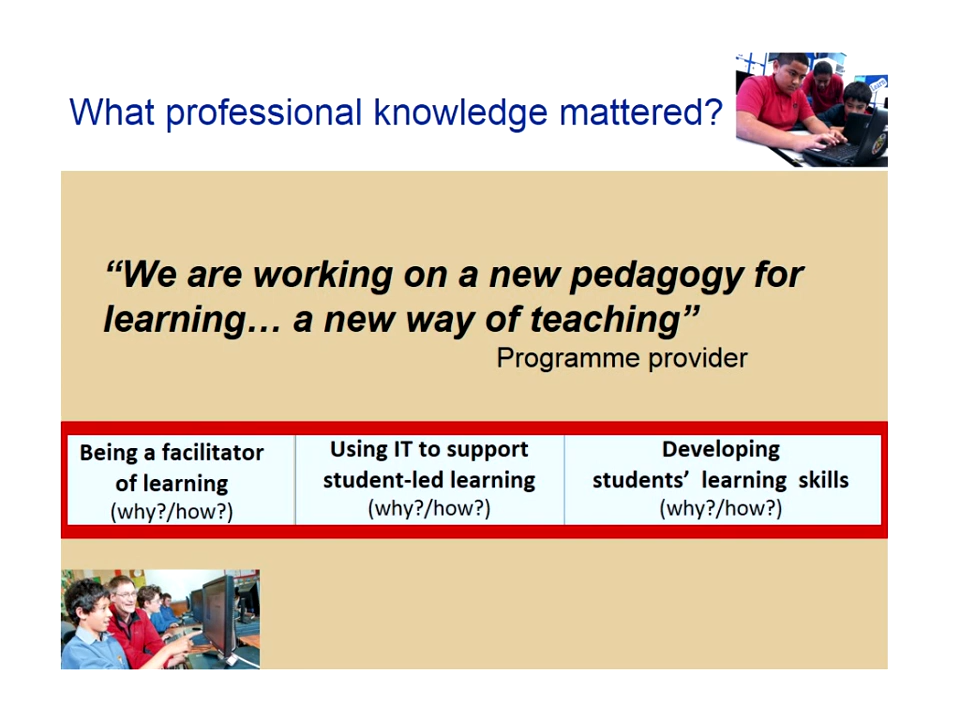 What professional knowledge mattered?
“We are working on a new pedagogy for
learning… a new way of teaching”
Programme provider
Being a facilitator
of learning
(why?/how?)
Using IT to support
student-led learning
(why?/how?)
Developing
students’ learning skills
(why?/how?)